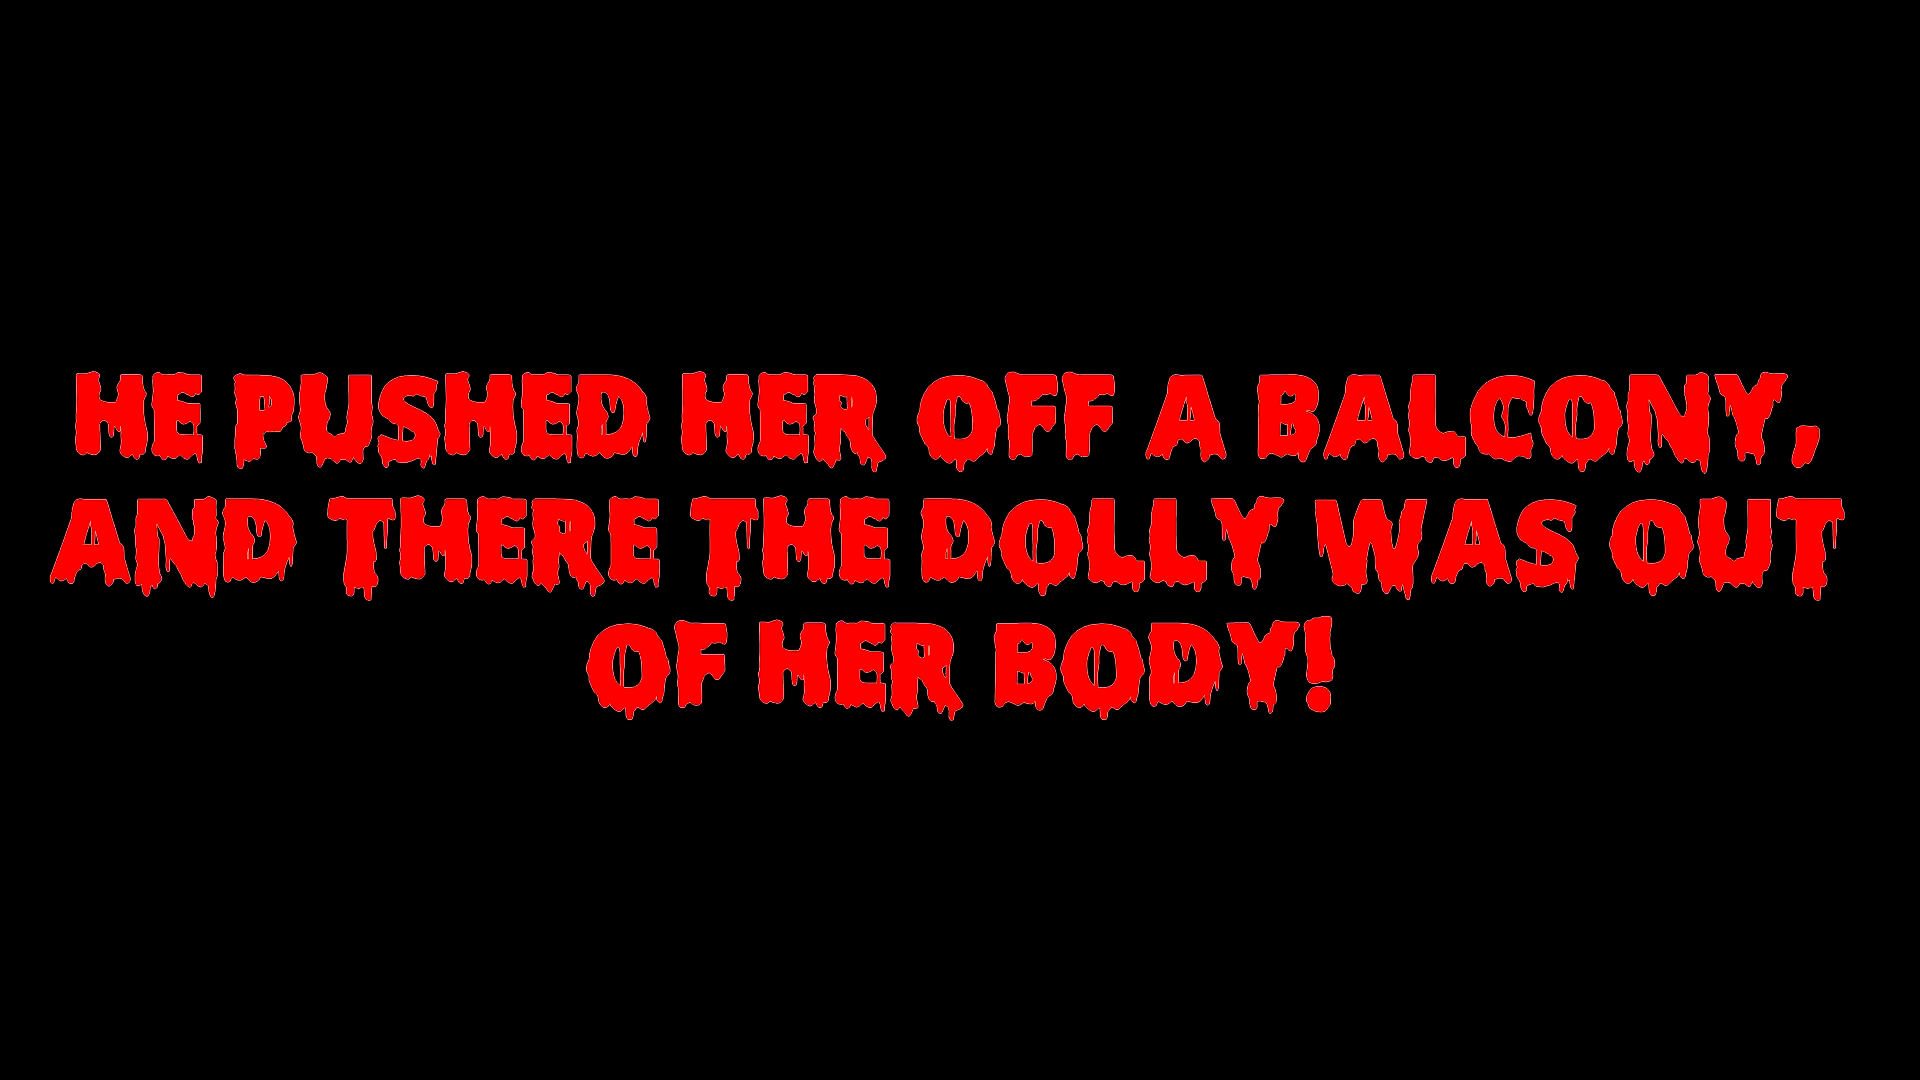 HE PUSHED HER OFF A BALCONY,
AND THERE THE DOLLY WAS OUT
OF HER BODY!